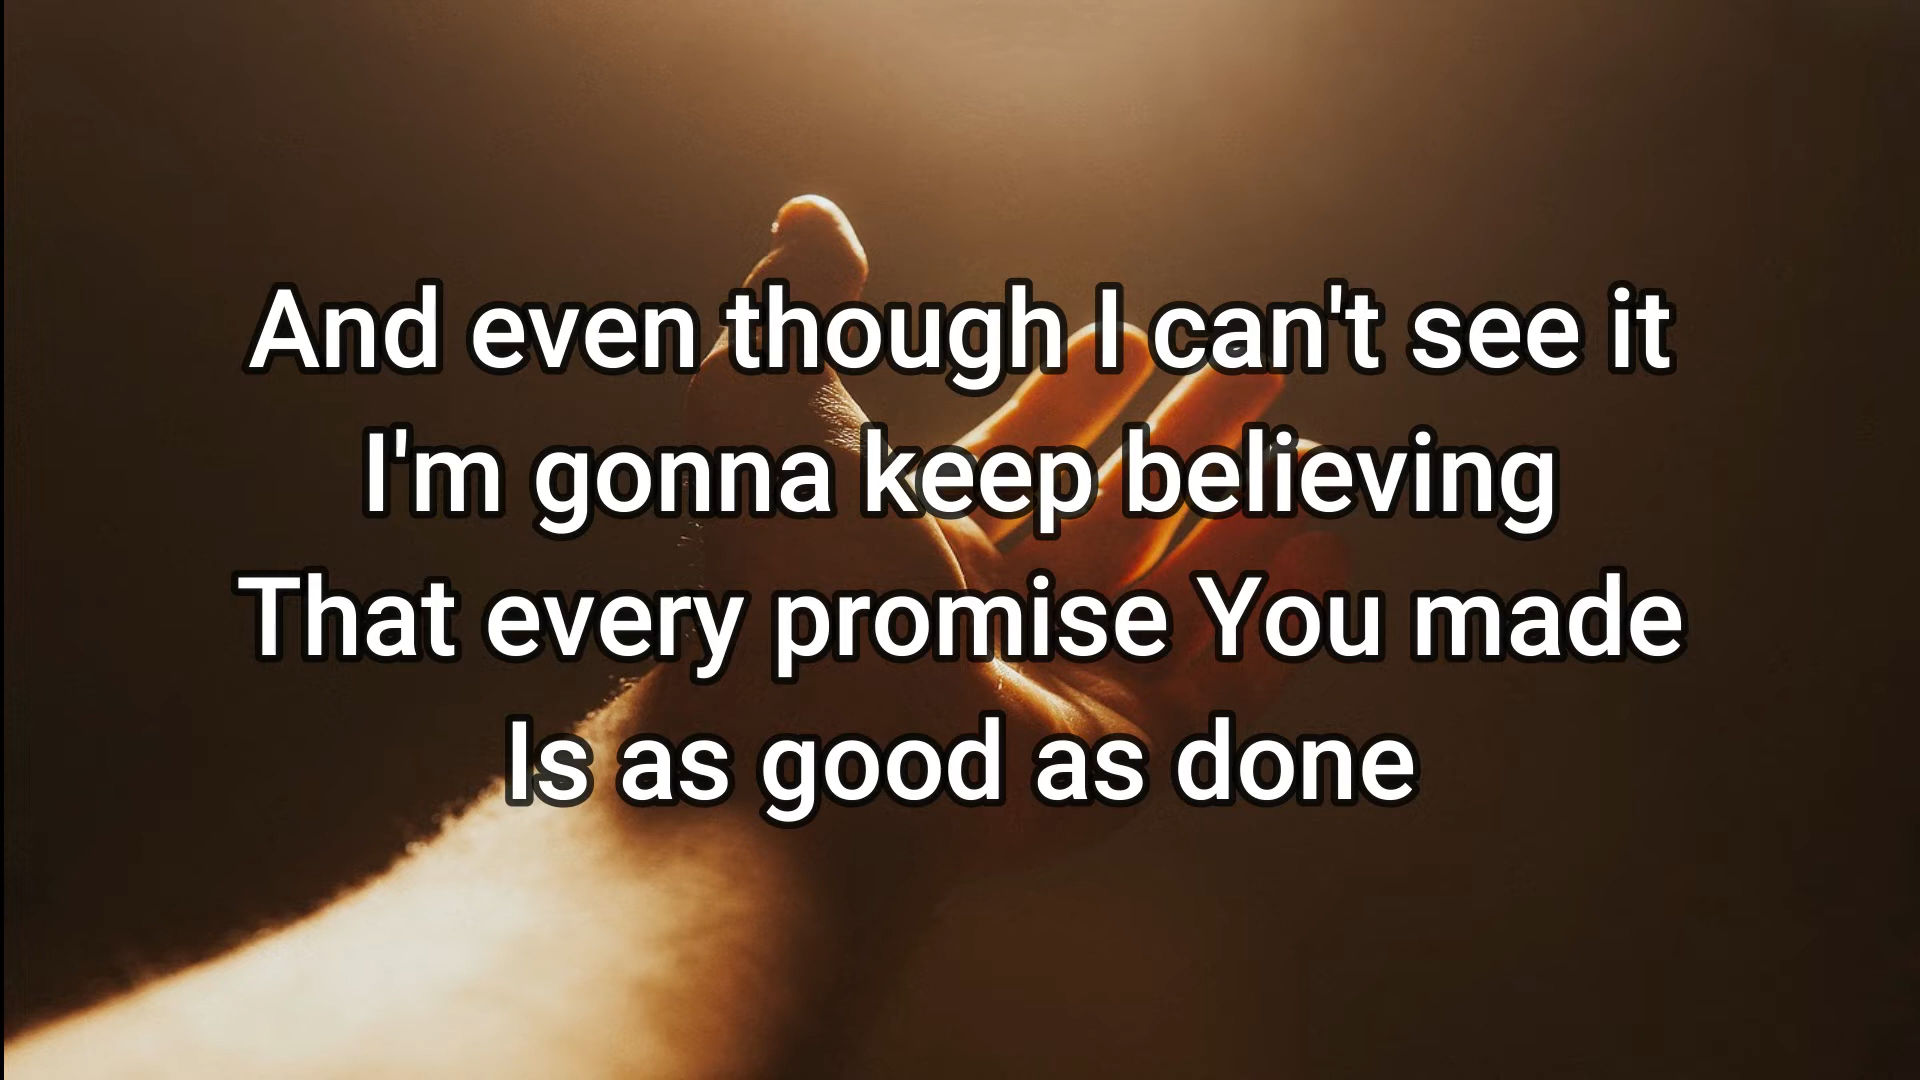 And even though I can't see it
I'm gonna keep believing
That every promise You made
Is as good as done